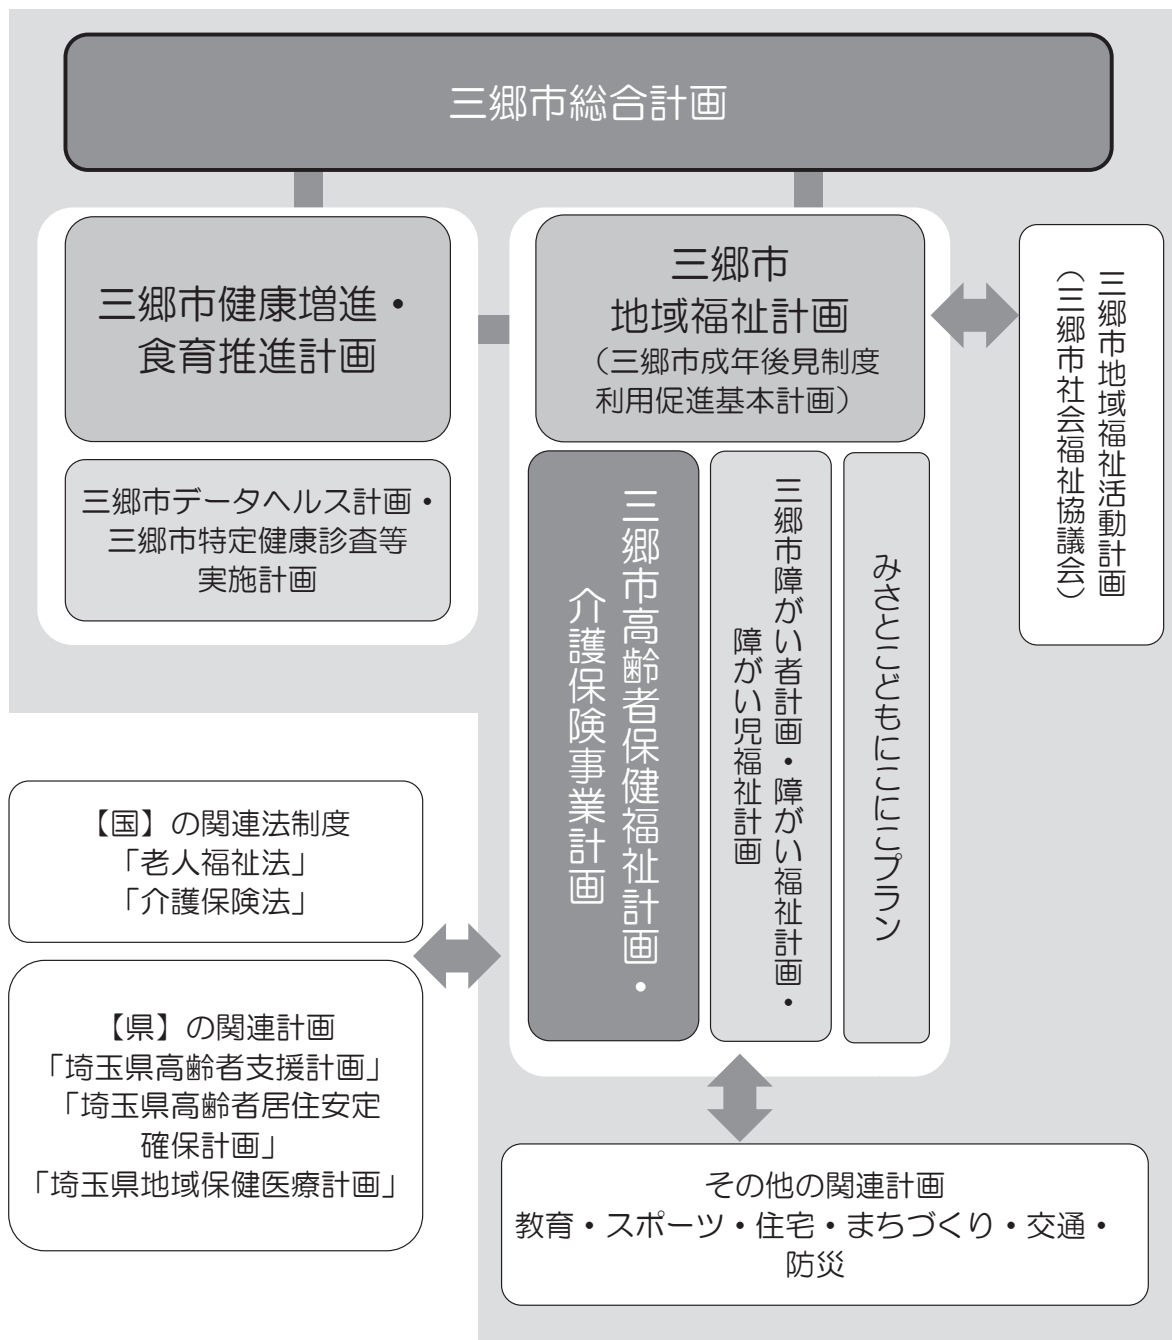 三郷市総合計画
三郷市健康増進・
食育推進計画
三郷市データヘルス計画・
三郷市特定健康診査等
実施計画
三郷市
地域福祉計画
（三郷市成年後見制度
利用促進基本計画）
三郷市地域福祉活動計画
（三郷市社会福祉協議会）
三郷市高齢者保健福祉計画・
介護保険事業計画
三郷市障がい者計画・障がい福祉計画・
障がい児福祉計画
みさとこどもにこにこプラン
【国】の関連法制度
「老人福祉法」
「介護保険法」
【県】の関連計画
「埼玉県高齢者支援計画」
「埼玉県高齢者居住安定
確保計画」
「埼玉県地域保健医療計画」
その他の関連計画
教育・スポーツ・住宅・まちづくり・交通・
防災